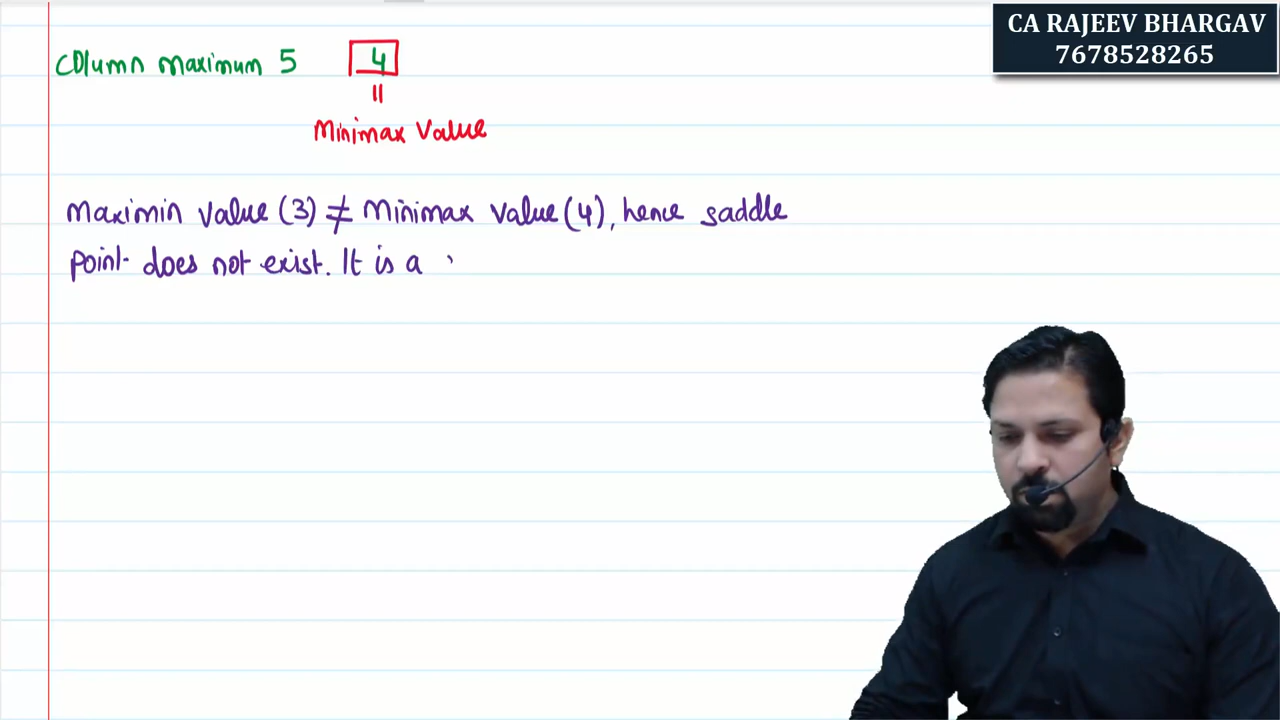 CA RAJEEV BHARGAV
7678528265
Column Maximum 5 4
Minimax Value
Maximin Value (3) ≠ Minimax Value (4), hence saddle
point does not exist. It is a